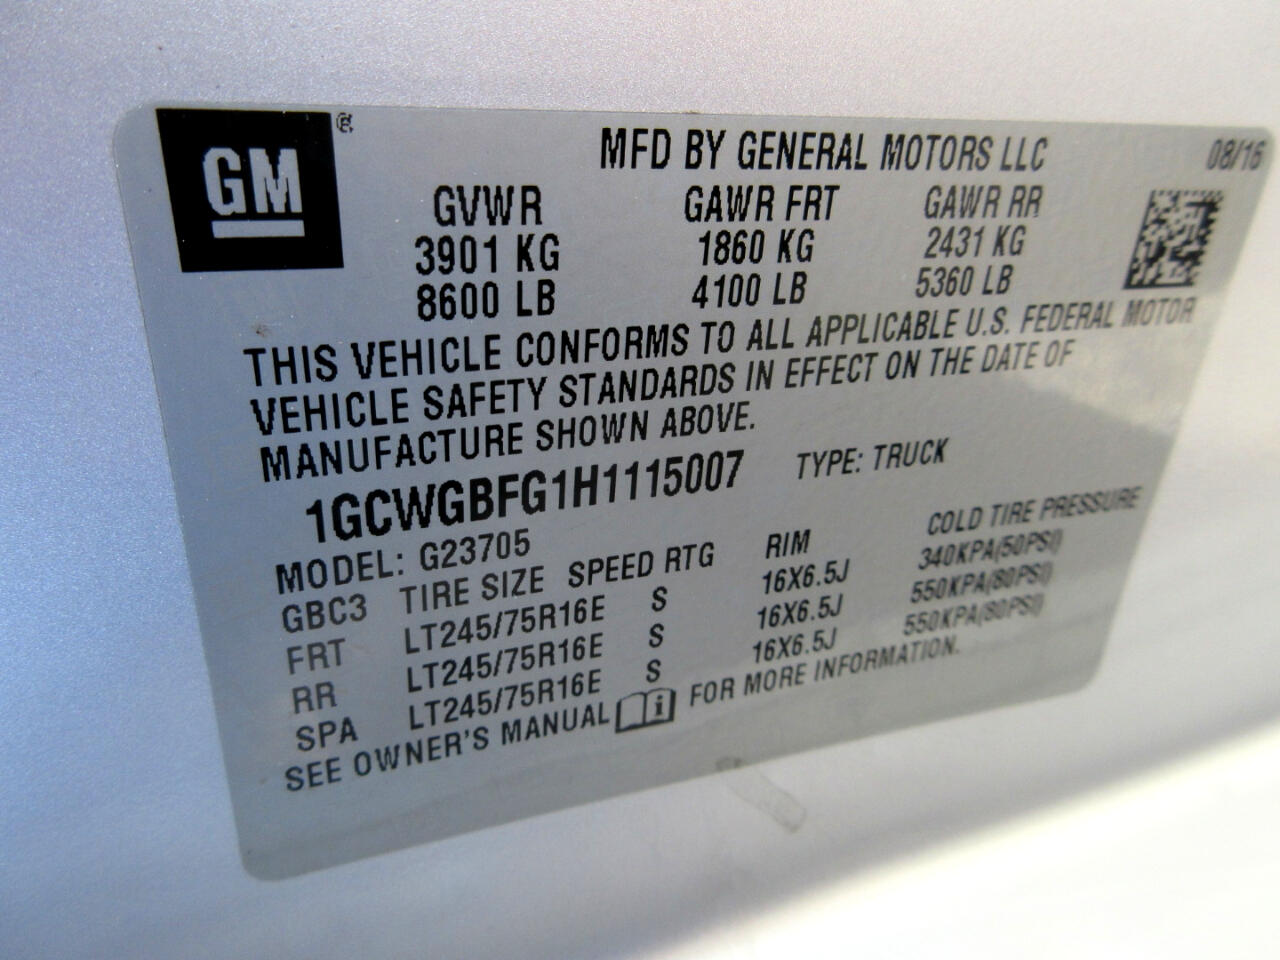 GM ®
MFD BY GENERAL MOTORS LLC 08/16
GVWR GAWR FRT GAWR RR
3901 KG 1860 KG 2431 KG
8600 LB 4100 LB 5360 LB
THIS VEHICLE CONFORMS TO ALL APPLICABLE U.S. FEDERAL MOTOR
VEHICLE SAFETY STANDARDS IN EFFECT ON THE DATE OF
MANUFACTURE SHOWN ABOVE.
1GCWGBFG1H1115007 TYPE: TRUCK
MODEL: G23705
GBC3 TIRE SIZE SPEED RTG RIM COLD TIRE PRESSURE
FRT LT245/75R16E S 16X6.5J 340KPA(50PSI)
RR LT245/75R16E S 16X6.5J 550KPA(80PSI)
SPA LT245/75R16E S 16X6.5J 550KPA(80PSI)
SEE OWNER'S MANUAL i FOR MORE INFORMATION.